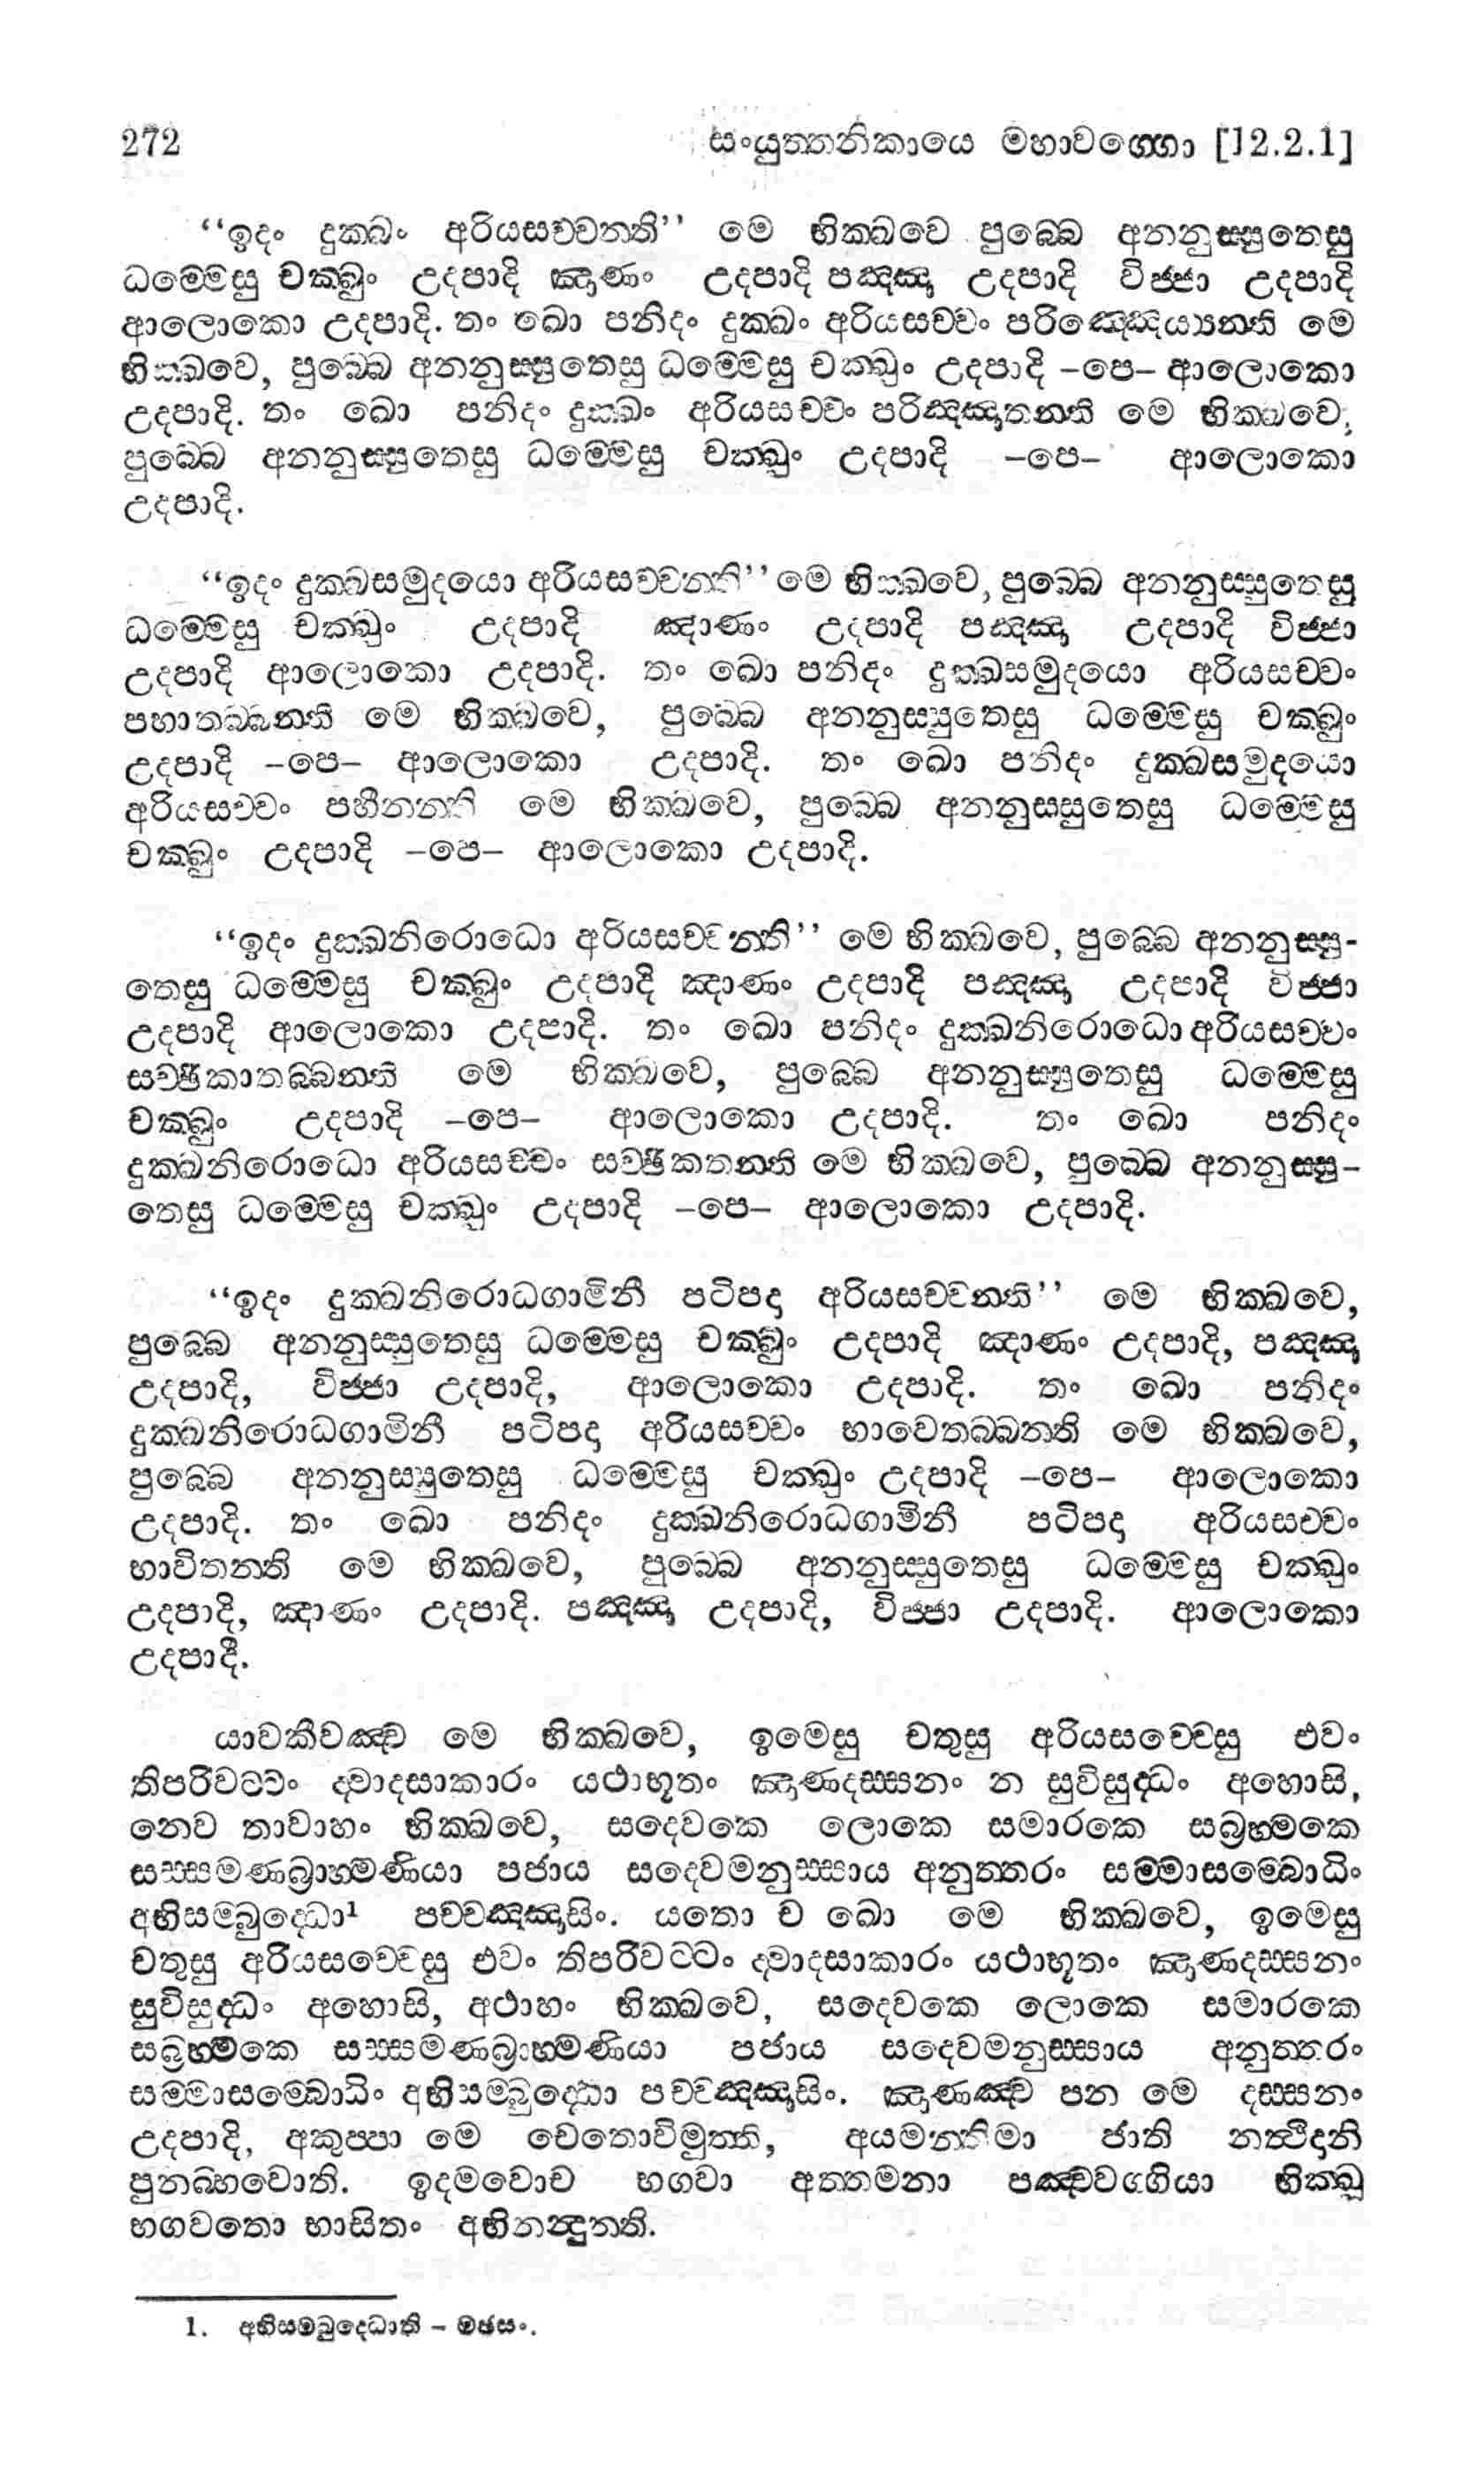 272 සංයුත්තනිකායෙ මහාවග්ගො [12.2.1]
“ඉදං දුක්ඛං අරියසච්චන්ති” මෙ භික්ඛවෙ පුබ්බෙ අනනුස්සුතෙසු
ධම්මෙසු චක්ඛුං උදපාදි ඤාණං උදපාදි පඤ්ඤා උදපාදි විජ්ජා උදපාදි
ආලොකො උදපාදි. තං ඛො පනිදං දුක්ඛං අරියසච්චං පරිඤ්ඤෙය්‍යන්ති මෙ
භික්ඛවෙ, පුබ්බෙ අනනුස්සුතෙසු ධම්මෙසු චක්ඛුං උදපාදි –පෙ– ආලොකො
උදපාදි. තං ඛො පනිදං දුක්ඛං අරියසච්චං පරිඤ්ඤාතන්ති මෙ භික්ඛවෙ,
පුබ්බෙ අනනුස්සුතෙසු ධම්මෙසු චක්ඛුං උදපාදි –පෙ– ආලොකො
උදපාදි.
“ඉදං දුක්ඛසමුදයො අරියසච්චන්ති” මෙ භික්ඛවෙ, පුබ්බෙ අනනුස්සුතෙසු
ධම්මෙසු චක්ඛුං උදපාදි ඤාණං උදපාදි පඤ්ඤා උදපාදි විජ්ජා
උදපාදි ආලොකො උදපාදි. තං ඛො පනිදං දුක්ඛසමුදයො අරියසච්චං
පහාතබ්බන්ති මෙ භික්ඛවෙ, පුබ්බෙ අනනුස්සුතෙසු ධම්මෙසු චක්ඛුං
උදපාදි –පෙ– ආලොකො උදපාදි. තං ඛො පනිදං දුක්ඛසමුදයො
අරියසච්චං පහීනන්ති මෙ භික්ඛවෙ, පුබ්බෙ අනනුස්සුතෙසු ධම්මෙසු
චක්ඛුං උදපාදි –පෙ– ආලොකො උදපාදි.
“ඉදං දුක්ඛනිරොධො අරියසච්චන්ති” මෙ භික්ඛවෙ, පුබ්බෙ අනනුස්සු-
තෙසු ධම්මෙසු චක්ඛුං උදපාදි ඤාණං උදපාදි පඤ්ඤා උදපාදි විජ්ජා
උදපාදි ආලොකො උදපාදි. තං ඛො පනිදං දුක්ඛනිරොධො අරියසච්චං
සච්ඡිකාතබ්බන්ති මෙ භික්ඛවෙ, පුබ්බෙ අනනුස්සුතෙසු ධම්මෙසු
චක්ඛුං උදපාදි –පෙ– ආලොකො උදපාදි. තං ඛො පනිදං
දුක්ඛනිරොධො අරියසච්චං සච්ඡිකතන්ති මෙ භික්ඛවෙ, පුබ්බෙ අනනුස්සු-
තෙසු ධම්මෙසු චක්ඛුං උදපාදි –පෙ– ආලොකො උදපාදි.
“ඉදං දුක්ඛනිරොධගාමිනී පටිපදා අරියසච්චන්ති” මෙ භික්ඛවෙ,
පුබ්බෙ අනනුස්සුතෙසු ධම්මෙසු චක්ඛුං උදපාදි ඤාණං උදපාදි, පඤ්ඤා
උදපාදි, විජ්ජා උදපාදි, ආලොකො උදපාදි. තං ඛො පනිදං
දුක්ඛනිරොධගාමිනී පටිපදා අරියසච්චං භාවෙතබ්බන්ති මෙ භික්ඛවෙ,
පුබ්බෙ අනනුස්සුතෙසු ධම්මෙසු චක්ඛුං උදපාදි –පෙ– ආලොකො
උදපාදි. තං ඛො පනිදං දුක්ඛනිරොධගාමිනී පටිපදා අරියසච්චං
භාවිතන්ති මෙ භික්ඛවෙ, පුබ්බෙ අනනුස්සුතෙසු ධම්මෙසු චක්ඛුං
උදපාදි, ඤාණං උදපාදි. පඤ්ඤා උදපාදි, විජ්ජා උදපාදි. ආලොකො
උදපාදි.
යාවකීවඤ්ච මෙ භික්ඛවෙ, ඉමෙසු චතුසු අරියසච්චෙසු එවං
තිපරිවට්ටං ද්වාදසාකාරං යථාභූතං ඤාණදස්සනං න සුවිසුද්ධං අහොසි,
නෙව තාවාහං භික්ඛවෙ, සදෙවකෙ ලොකෙ සමාරකෙ සබ්‍රහ්මකෙ
සස්සමණබ්‍රාහ්මණියා පජාය සදෙවමනුස්සාය අනුත්තරං සම්මාසම්බොධිං
අභිසම්බුද්ධො¹ පච්චඤ්ඤාසිං. යතො ච ඛො මෙ භික්ඛවෙ, ඉමෙසු
චතුසු අරියසච්චෙසු එවං තිපරිවට්ටං ද්වාදසාකාරං යථාභූතං ඤාණදස්සනං
සුවිසුද්ධං අහොසි, අථාහං භික්ඛවෙ, සදෙවකෙ ලොකෙ සමාරකෙ
සබ්‍රහ්මකෙ සස්සමණබ්‍රාහ්මණියා පජාය සදෙවමනුස්සාය අනුත්තරං
සම්මාසම්බොධිං අභිසම්බුද්ධො පච්චඤ්ඤාසිං. ඤාණඤ්ච පන මෙ දස්සනං
උදපාදි, අකුප්පා මෙ චෙතොවිමුත්ති, අයමන්තිමා ජාති නත්ථිදානි
පුනබ්භවොති. ඉදමවොච භගවා අත්තමනා පඤ්චවග්ගියා භික්ඛූ
භගවතො භාසිතං අභිනන්දුන්ති.
1. අභිසම්බුද්ධොති – මජසං.